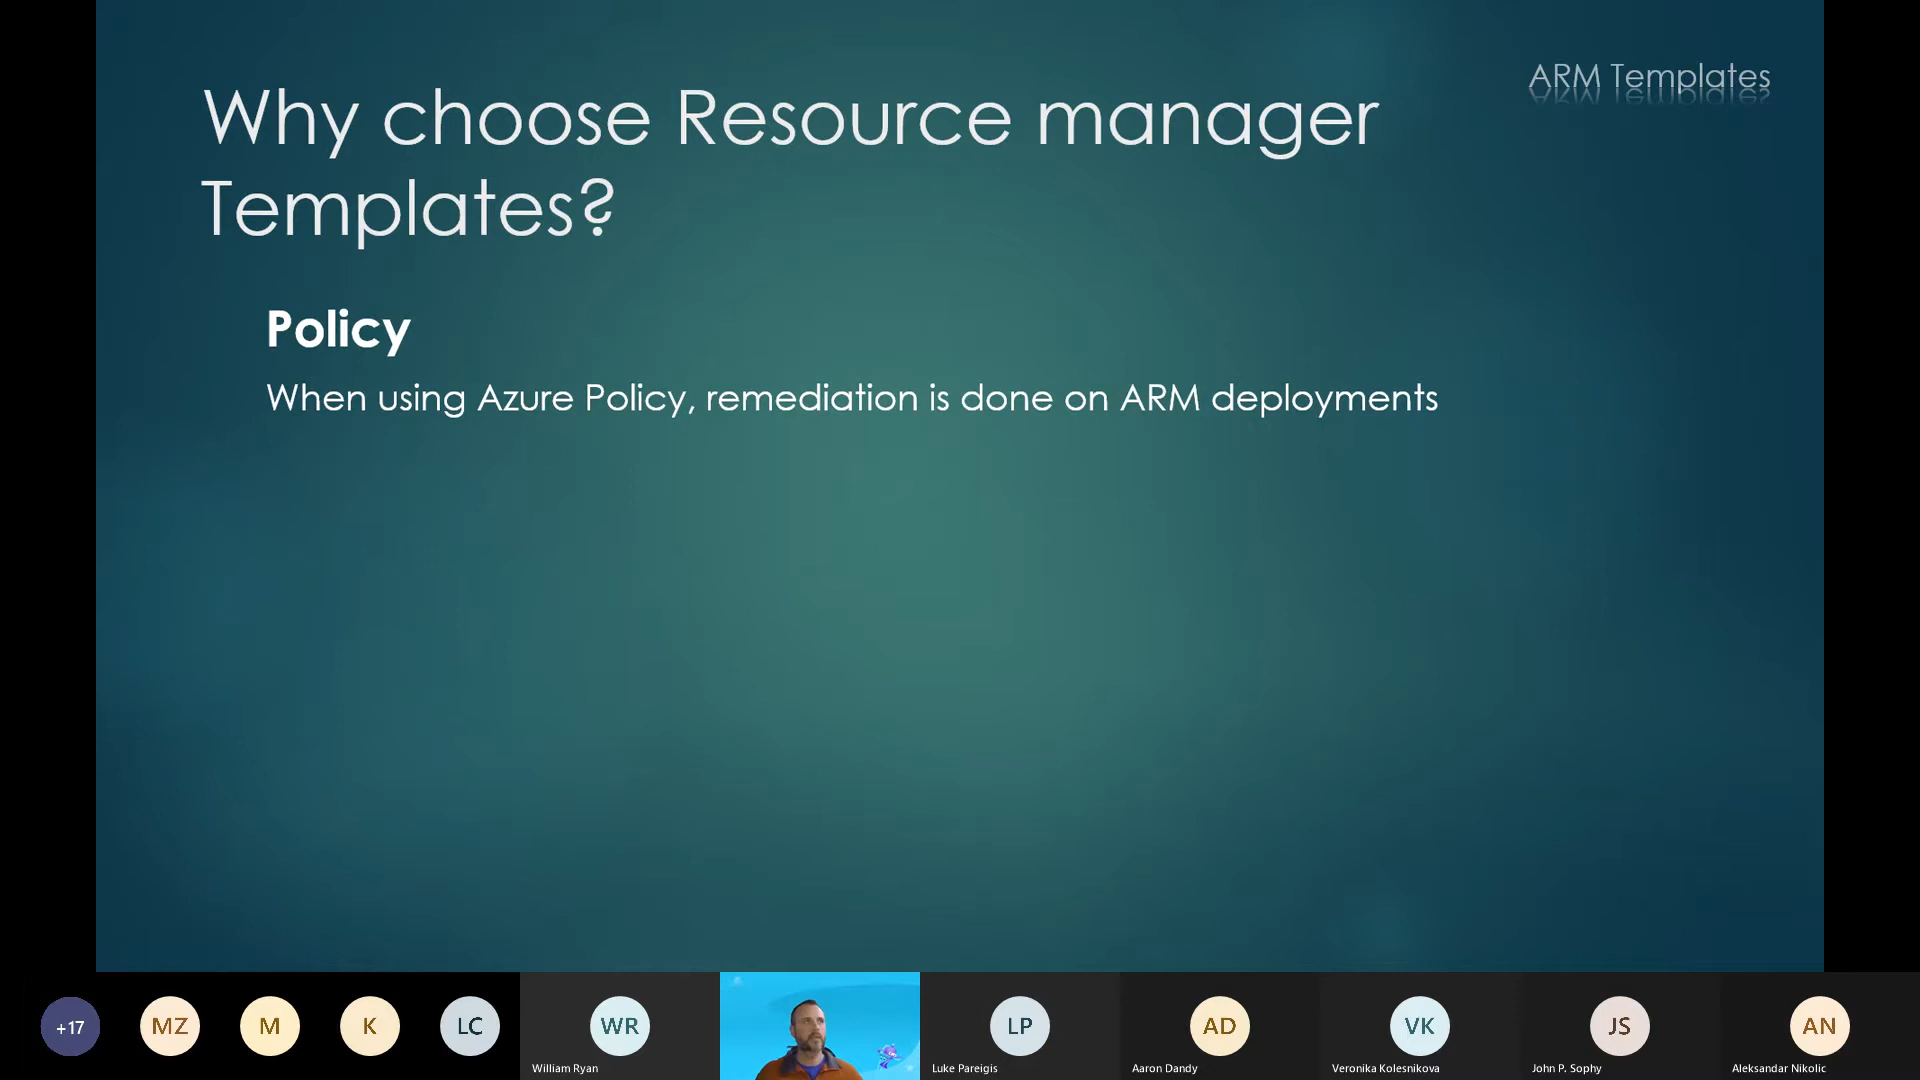 ARM Templates
Why choose Resource manager
Templates?
Policy
When using Azure Policy, remediation is done on ARM deployments
+17
MZ
M
K
LC
WR
William Ryan
LP
Luke Pareigis
AD
Aaron Dandy
VK
Veronika Kolesnikova
JS
John P. Sophy
AN
Aleksandar Nikolic